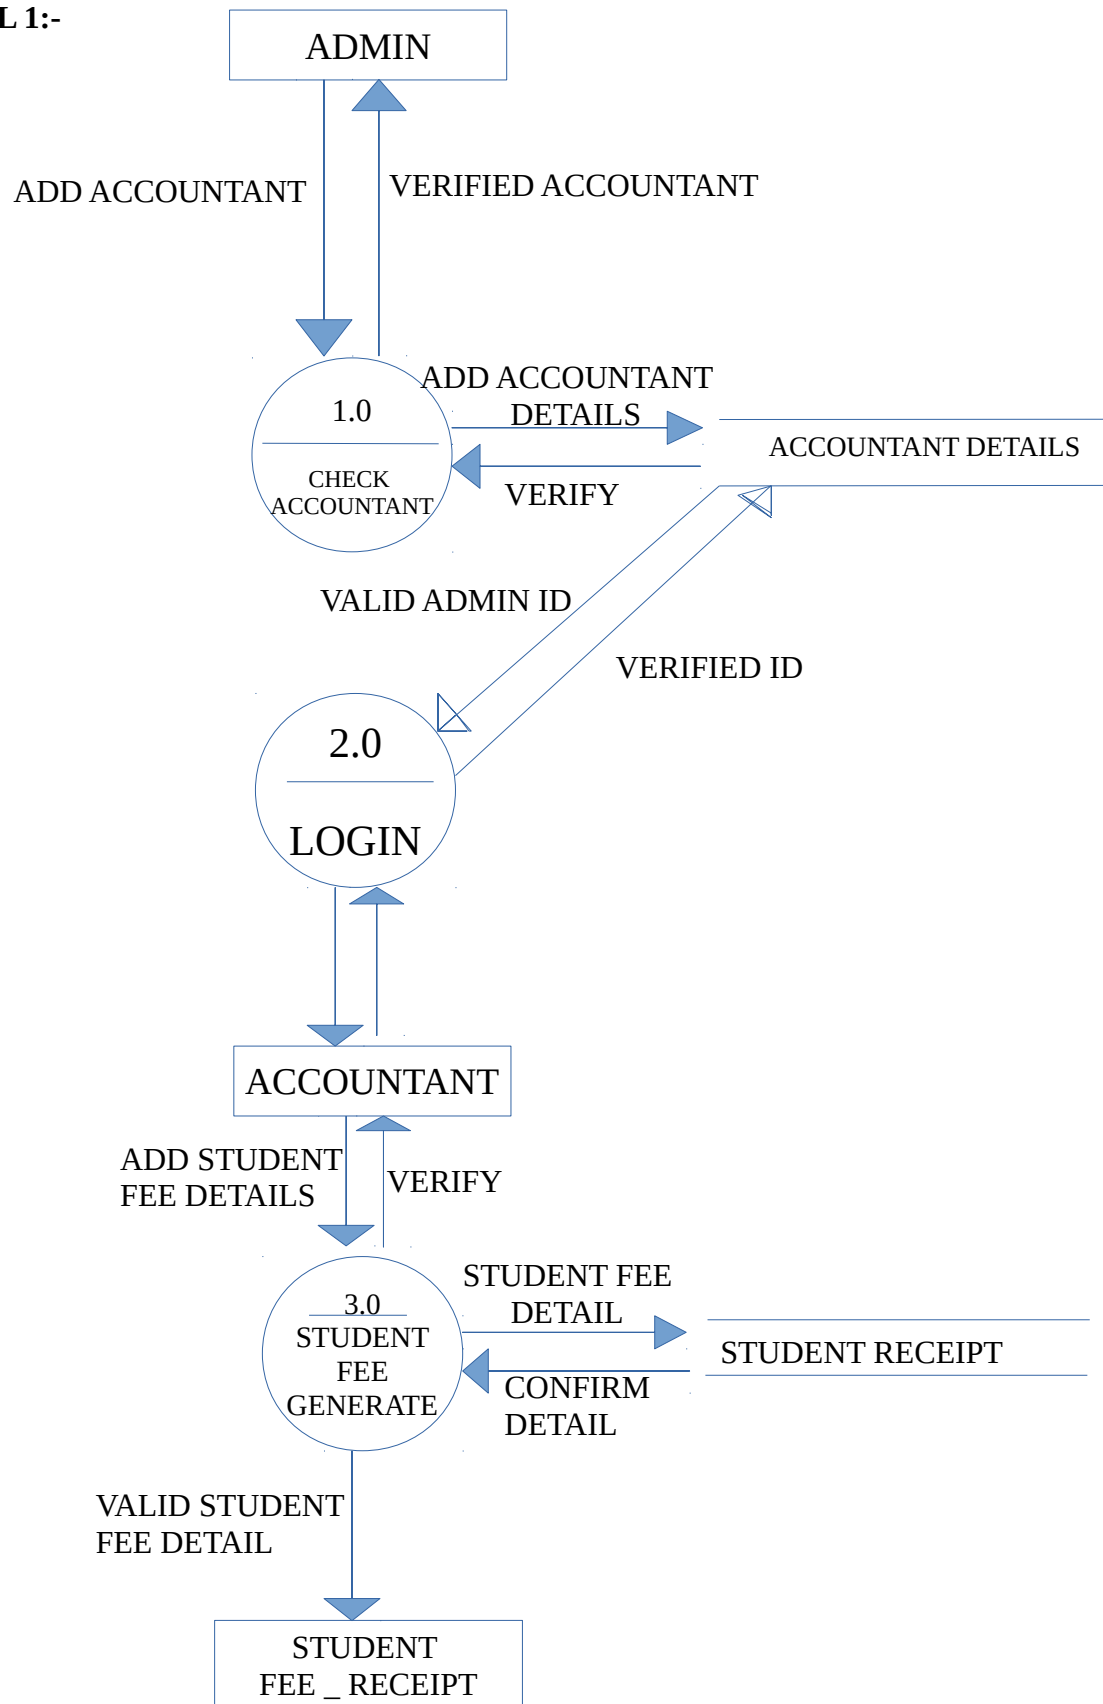 L 1:-
ADMIN
ADD ACCOUNTANT
VERIFIED ACCOUNTANT
1.0
CHECK
ACCOUNTANT
ADD ACCOUNTANT
DETAILS
VERIFY
ACCOUNTANT DETAILS
VALID ADMIN ID
VERIFIED ID
2.0
LOGIN
ACCOUNTANT
ADD STUDENT
FEE DETAILS
VERIFY
3.0
STUDENT
FEE
GENERATE
STUDENT FEE
DETAIL
CONFIRM
DETAIL
STUDENT RECEIPT
VALID STUDENT
FEE DETAIL
STUDENT
FEE _ RECEIPT